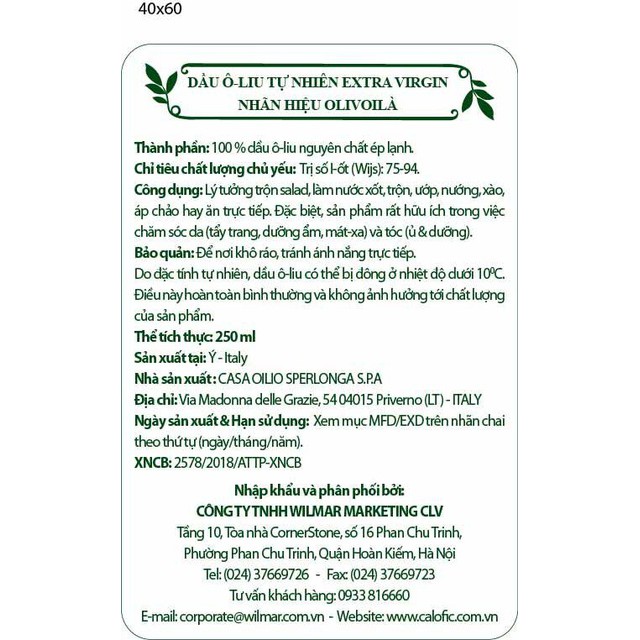 40x60
DẦU Ô-LIU TỰ NHIÊN EXTRA VIRGIN
NHÃN HIỆU OLIVOILÀ
Thành phần: 100 % dầu ô-liu nguyên chất ép lạnh.
Chỉ tiêu chất lượng chủ yếu: Trị số I-ốt (Wijs): 75-94.
Công dụng: Lý tưởng trộn salad, làm nước xốt, trộn, ướp, nướng, xào,
áp chảo hay ăn trực tiếp. Đặc biệt, sản phẩm rất hữu ích trong việc
chăm sóc da (tẩy trang, dưỡng ẩm, mát-xa) và tóc (ủ & dưỡng).
Bảo quản: Để nơi khô ráo, tránh ánh nắng trực tiếp.
Do đặc tính tự nhiên, dầu ô-liu có thể bị đông ở nhiệt độ dưới 10⁰C.
Điều này hoàn toàn bình thường và không ảnh hưởng tới chất lượng
của sản phẩm.
Thể tích thực: 250 ml
Sản xuất tại: Ý - Italy
Nhà sản xuất : CASA OILIO SPERLONGA S.P.A
Địa chỉ: Via Madonna delle Grazie, 54 04015 Priverno (LT) - ITALY
Ngày sản xuất & Hạn sử dụng: Xem mục MFD/EXD trên nhãn chai
theo thứ tự (ngày/tháng/năm).
XNCB: 2578/2018/ATTP-XNCB
Nhập khẩu và phân phối bởi:
CÔNG TY TNHH WILMAR MARKETING CLV
Tầng 10, Tòa nhà CornerStone, số 16 Phan Chu Trinh,
Phường Phan Chu Trinh, Quận Hoàn Kiếm, Hà Nội
Tel: (024) 37669726 - Fax: (024) 37669723
Tư vấn khách hàng: 0933 816660
E-mail: corporate@wilmar.com.vn - Website: www.calofic.com.vn